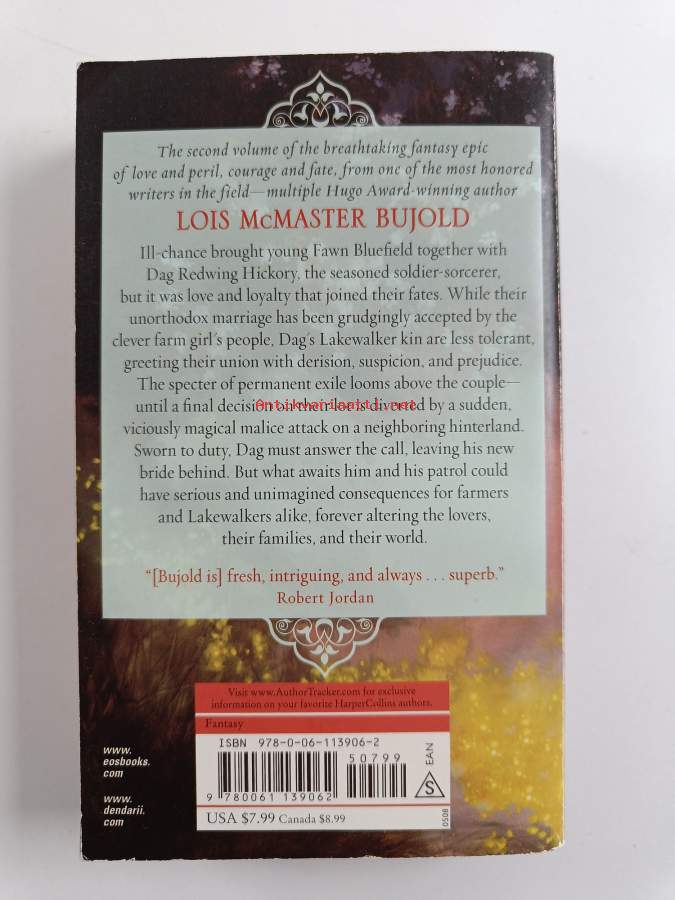 The second volume of the breathtaking fantasy epic
of love and peril, courage and fate, from one of the most honored
writers in the field—multiple Hugo Award-winning author
LOIS McMASTER BUJOLD
Ill-chance brought young Fawn Bluefield together with
Dag Redwing Hickory, the seasoned soldier-sorcerer,
but it was love and loyalty that joined their fates. While their
unorthodox marriage has been grudgingly accepted by the
clever farm girl's people, Dag's Lakewalker kin are less tolerant,
greeting their union with derision, suspicion, and prejudice.
The specter of permanent exile looms above the couple—
until a final decision on their is diverted by a sudden,
Antikvariaatti.net
viciously magical malice attack on a neighboring hinterland.
Sworn to duty, Dag must answer the call, leaving his new
bride behind. But what awaits him and his patrol could
have serious and unimagined consequences for farmers
and Lakewalkers alike, forever altering the lovers,
their families, and their world.
“[Bujold is] fresh, intriguing, and always . . . superb.”
Robert Jordan
Visit www.AuthorTracker.com for exclusive
information on your favorite HarperCollins authors.
Fantasy
ISBN 978-0-06-113906-2
50799
EAN
S
9 780061 139062
USA $7.99 Canada $8.99
0508
www.
eosbooks.
com
www.
dendarii.
com